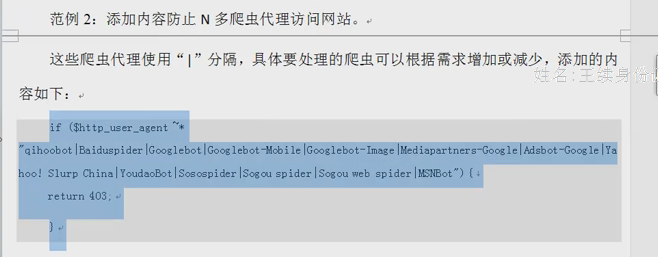 范例 2：添加内容防止 N 多爬虫代理访问网站。
这些爬虫代理使用“|”分隔，具体要处理的爬虫可以根据需求增加或减少，添加的内
容如下：
姓名:王续身份
if ($http_user_agent ~*
"qihoobot|Baiduspider|Googlebot|Googlebot-Mobile|Googlebot-Image|Mediapartners-Google|Adsbot-Google|Ya
hoo! Slurp China|YoudaoBot|Sosospider|Sogou spider|Sogou web spider|MSNBot") {
return 403;
}